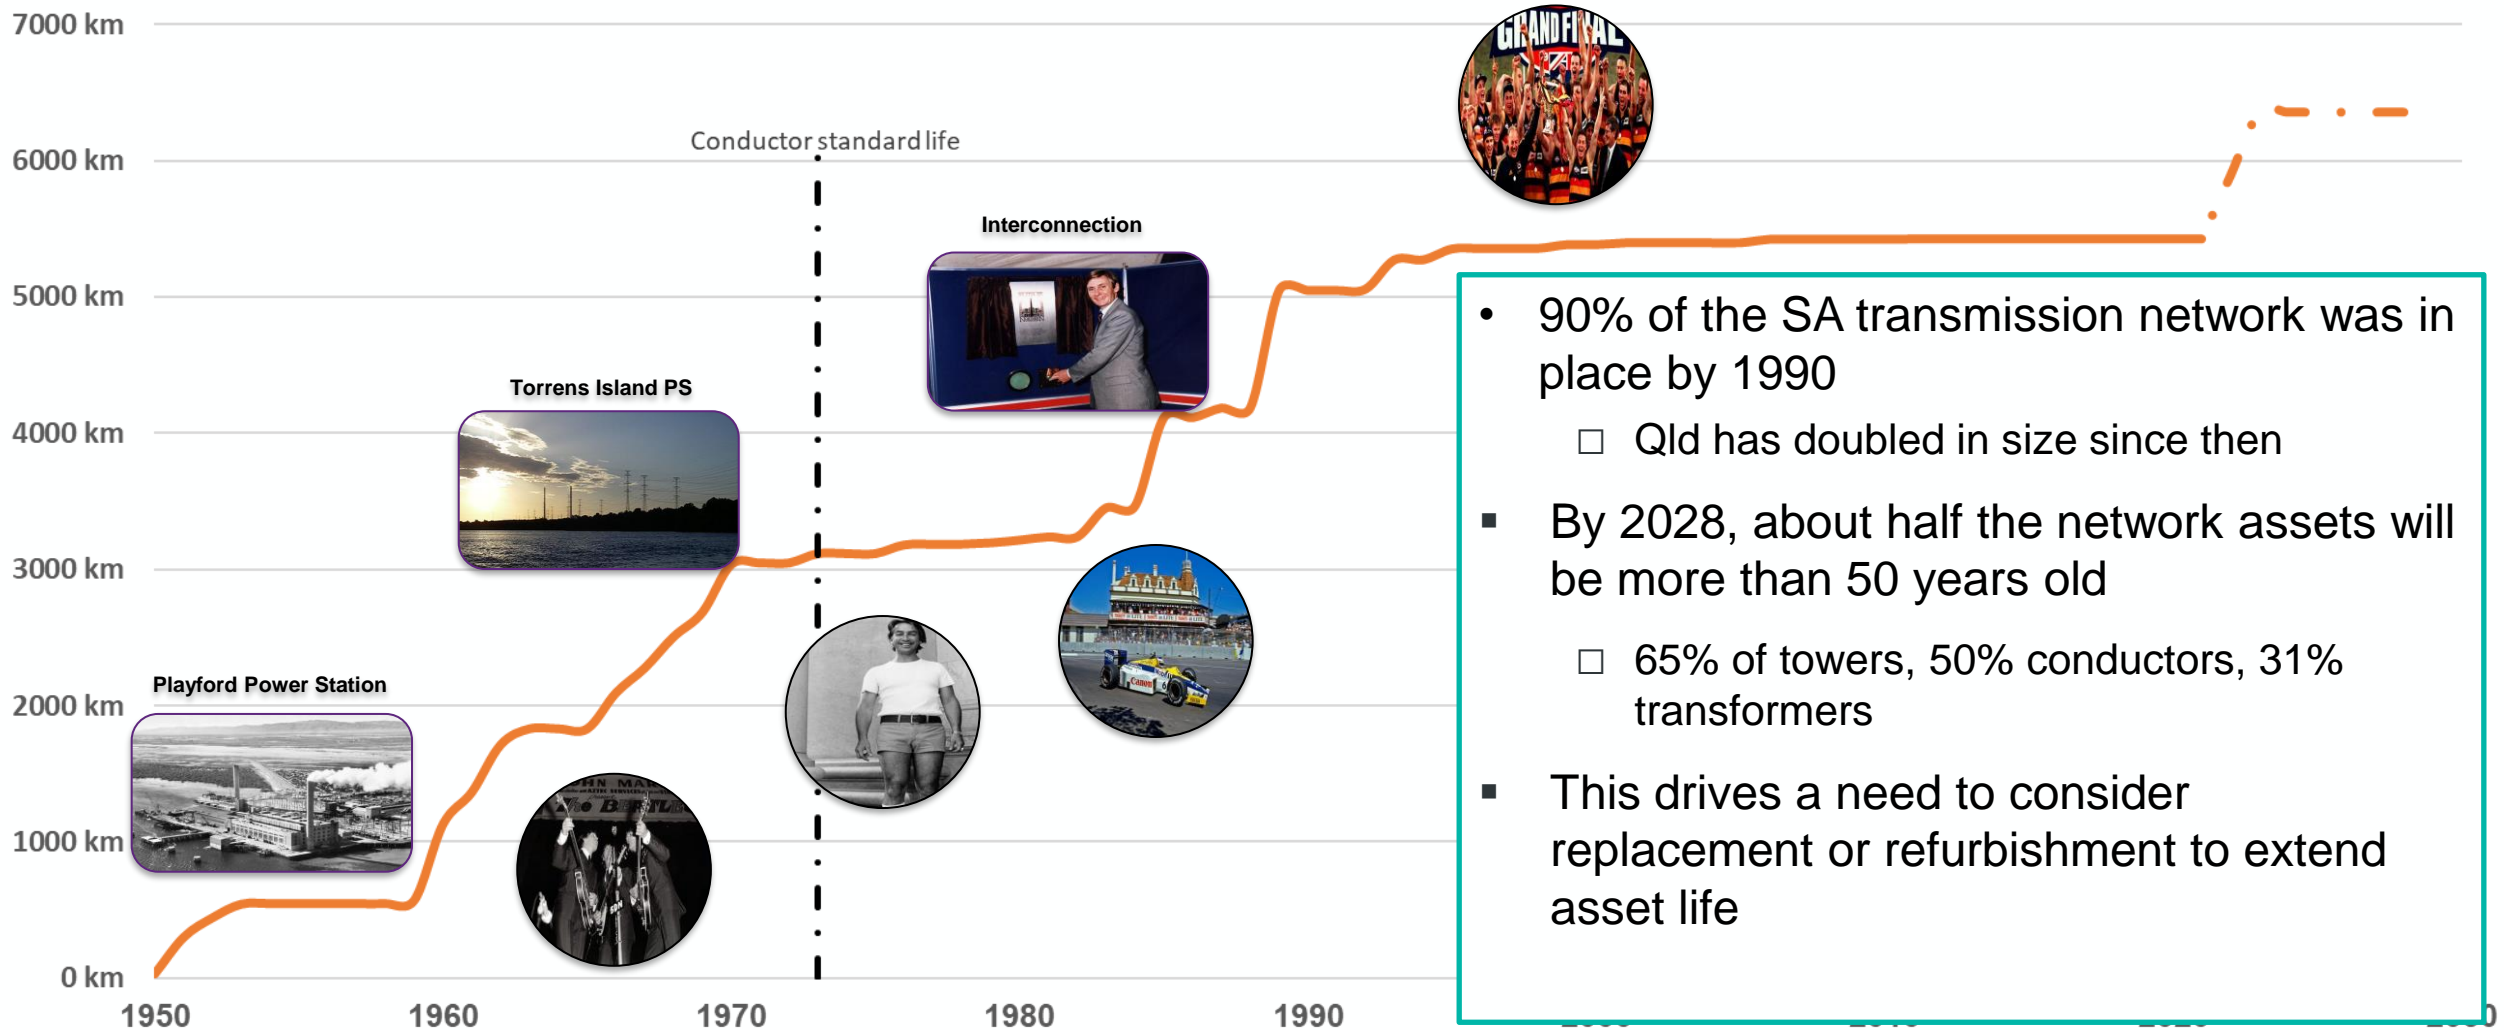 7000 km
6000 km
5000 km
4000 km
3000 km
2000 km
1000 km
0 km
1950
1960
1970
1980
1990
Conductor standard life
Interconnection
Torrens Island PS
Playford Power Station
GRAND FINAL
Canon
• 90% of the SA transmission network was in
place by 1990
□ Qld has doubled in size since then
▪ By 2028, about half the network assets will
be more than 50 years old
□ 65% of towers, 50% conductors, 31%
transformers
▪ This drives a need to consider
replacement or refurbishment to extend
asset life